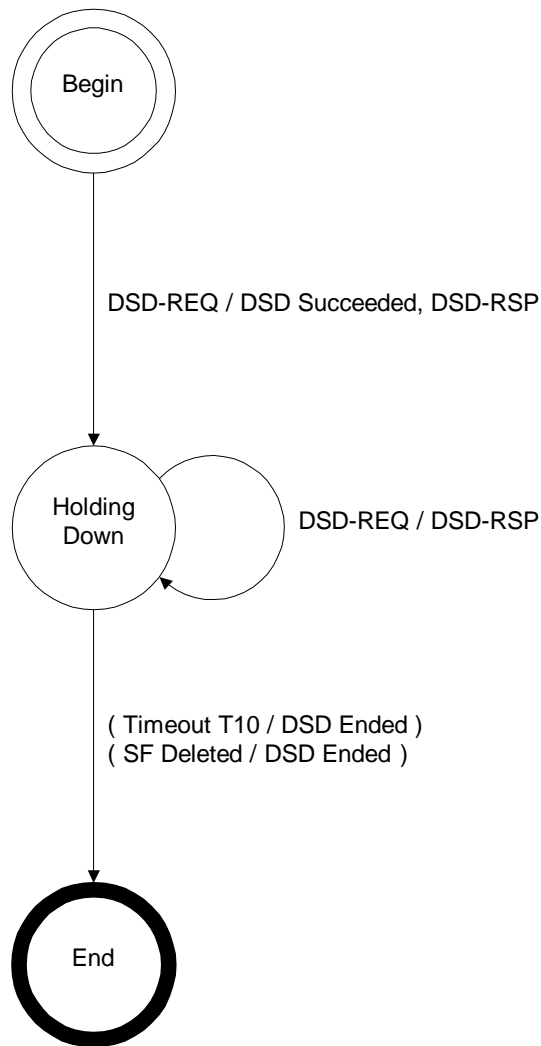 Begin
DSD-REQ / DSD Succeeded, DSD-RSP
Holding
Down
DSD-REQ / DSD-RSP
( Timeout T10 / DSD Ended )
( SF Deleted / DSD Ended )
End